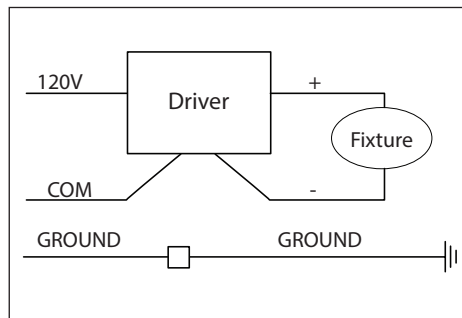 120V
Driver
+
Fixture
COM
-
GROUND
GROUND